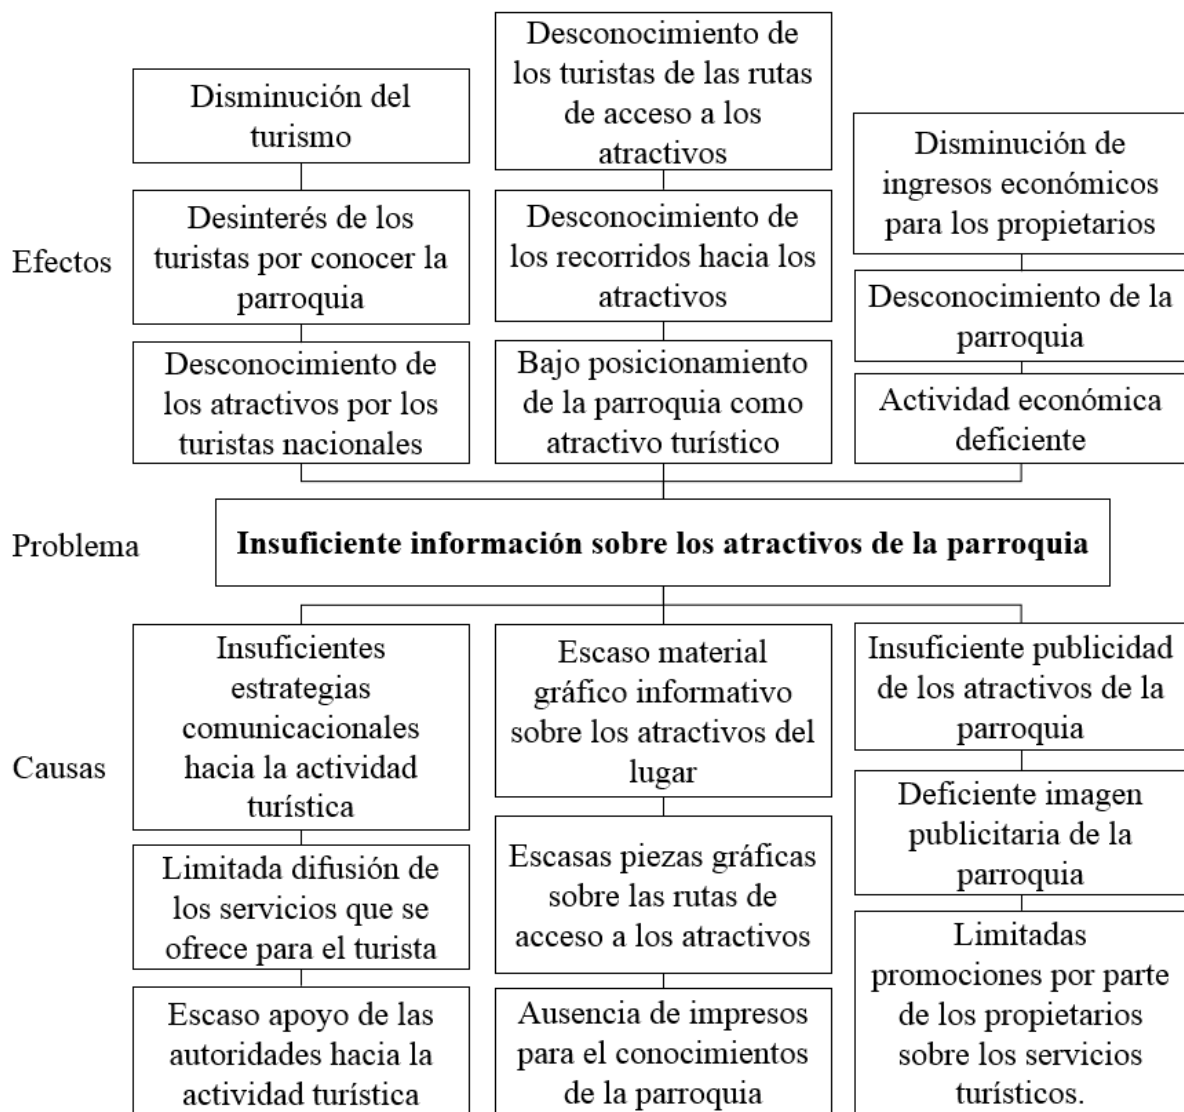 Efectos
Disminución del
turismo
Desinterés de los
turistas por conocer la
parroquia
Desconocimiento de
los atractivos por los
turistas nacionales
Desconocimiento de
los turistas de las rutas
de acceso a los
atractivos
Desconocimiento de
los recorridos hacia los
atractivos
Bajo posicionamiento
de la parroquia como
atractivo turístico
Disminución de
ingresos económicos
para los propietarios
Desconocimiento de la
parroquia
Actividad económica
deficiente
Problema
Insuficiente información sobre los atractivos de la parroquia
Causas
Insuficientes
estrategias
comunicacionales
hacia la actividad
turística
Limitada difusión de
los servicios que se
ofrece para el turista
Escaso apoyo de las
autoridades hacia la
actividad turística
Escaso material
gráfico informativo
sobre los atractivos del
lugar
Escasas piezas gráficas
sobre las rutas de
acceso a los atractivos
Ausencia de impresos
para el conocimientos
de la parroquia
Insuficiente publicidad
de los atractivos de la
parroquia
Deficiente imagen
publicitaria de la
parroquia
Limitadas
promociones por parte
de los propietarios
sobre los servicios
turísticos.